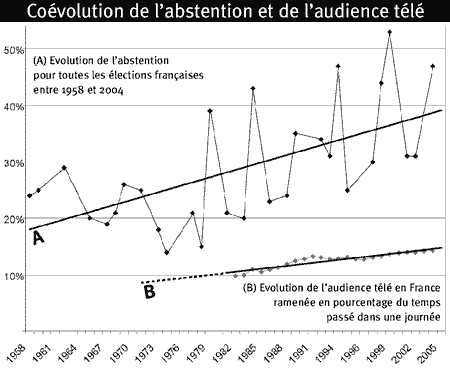 Coévolution de l'abstention et de l'audience télé
50%
(A) Evolution de l'abstention
pour toutes les élections françaises
entre 1958 et 2004
40%
30%
20%
A
10%
B
(B) Evolution de l'audience télé en France
ramenée en pourcentage du temps
passé dans une journée
1958
1961
1964
1967
1970
1973
1976
1979
1982
1985
1988
1991
1994
1996
1999
2002
2005